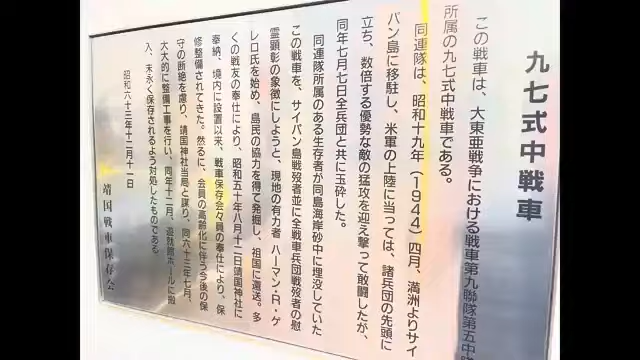 九七式中戦車
この戦車は、大東亜戦争における戦車第九聯隊第五中隊
所属の九七式中戦車である。
同連隊は、昭和十九年(1944)四月、満洲よりサイ
パン島に移駐し、米軍の上陸に当っては、諸兵団の先頭に
立ち、数倍する優勢な敵の猛攻を迎え撃って敢闘したが、
同年七月七日全兵団と共に玉砕した。
同連隊所属のある生存者が同島海岸砂中に埋没していた
この戦車を、サイパン島戦歿者並に全戦車兵団戦歿者の慰
霊顕彰の象徴にしようと、現地の有力者 ハーマン・R・ゲ
レロ氏を始め、島民の協力を得て発掘し、祖国に還送。多
くの戦友の奉仕により、昭和五十年八月十二日靖国神社に
奉納、境内に設置以来、戦車保存会々員の奉仕により、保
修整備されてきた。然るに、会員の高齢化に伴う今後の保
守の断絶を慮り、靖国神社当局と謀り、同六十三年七月、
大大的に整備工事を行い、同年十二月、遊就館ホールに搬
入、末永く保存されるよう対処したものである
昭和六十三年十二月十一日
靖国戦車保存会